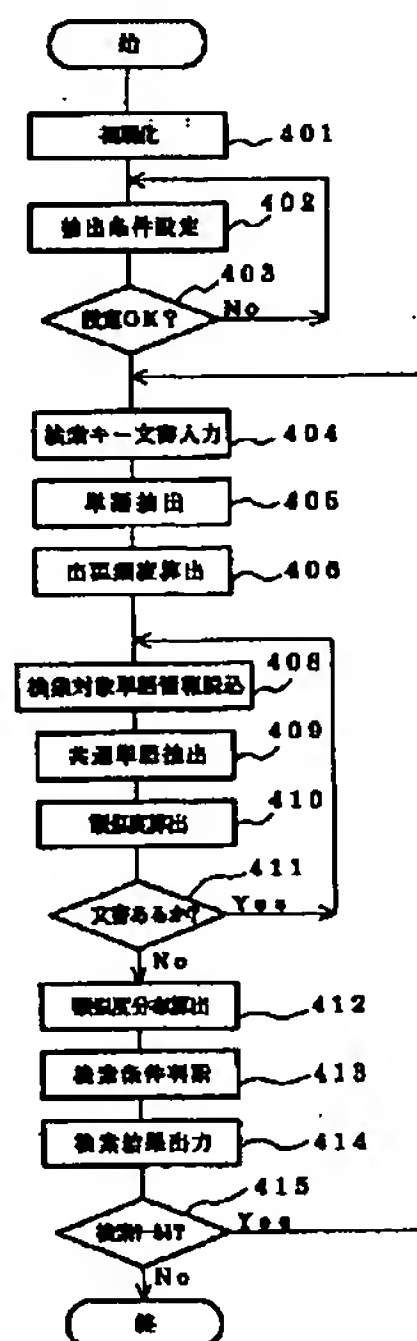 始
初期化
401
402
抽出条件設定
403
設定OK?
No
検索キー文書入力
404
単語抽出
405
出現頻度算出
406
検索対象単語情報読込
408
共通単語抽出
409
410
類似度算出
411
文書あるか?
Yes
No
類似度分布算出
412
検索条件判断
413
検索結果出力
414
415
Yes
No
終